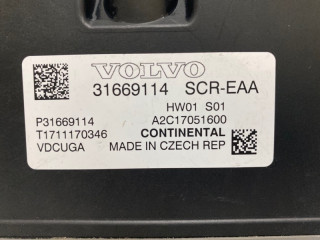 VOLVO
31669114 SCR-EAA
HW01 S01
P31669114 A2C17051600
T1711170346 CONTINENTAL
VDCUGA MADE IN CZECH REP